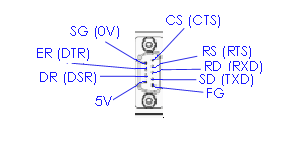 CS (CTS)
SG (0V)
RS (RTS)
ER (DTR)
RD (RXD)
DR (DSR)
SD (TXD)
5V
FG